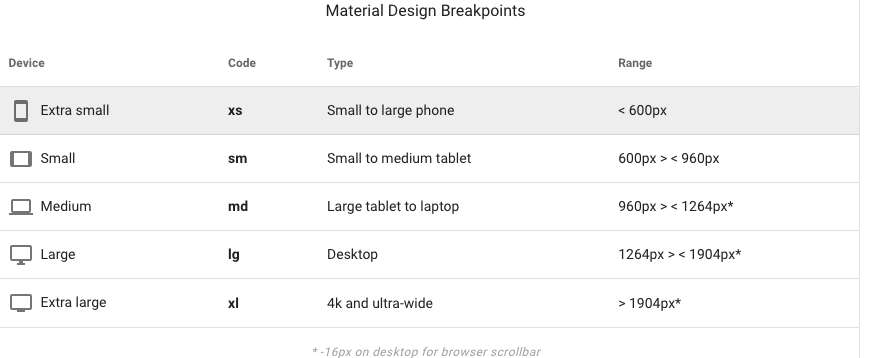 Material Design Breakpoints
Device Code Type Range
Extra small xs Small to large phone < 600px
Small sm Small to medium tablet 600px > < 960px
Medium md Large tablet to laptop 960px > < 1264px*
Large lg Desktop 1264px > < 1904px*
Extra large xl 4k and ultra-wide > 1904px*
* -16px on desktop for browser scrollbar